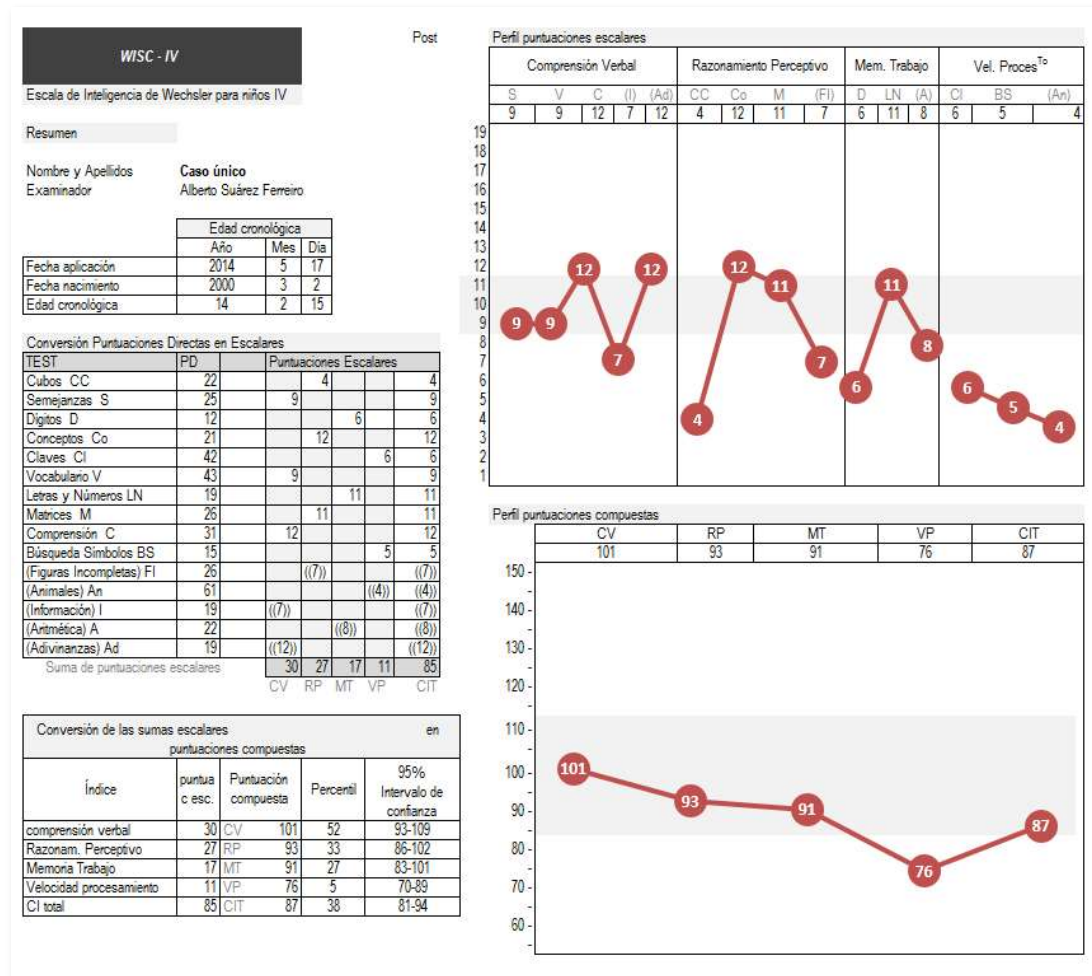 Post
WISC - IV
Escala de Inteligencia de Wechsler para niños IV
Resumen
Nombre y Apellidos Caso único
Examinador Alberto Suárez Ferreiro
Edad cronológica
Año Mes Dia
Fecha aplicación 2014 5 17
Fecha nacimiento 2000 3 2
Edad cronológica 14 2 15
Conversión Puntuaciones Directas en Escalares
TEST PD Puntuaciones Escalares
Cubos CC 22 4 4
Semejanzas S 25 9 9
Digitos D 12 6 6
Conceptos Co 21 12 12
Claves Cl 42 6 6
Vocabulario V 43 9 9
Letras y Números LN 19 11 11
Matrices M 26 11 11
Comprensión C 31 12 12
Búsqueda Simbolos BS 15 5 5
(Figuras Incompletas) FI 26 ((7)) ((7))
(Animales) An 61 ((4)) ((4))
(Información) I 19 ((7)) ((7))
(Aritmética) A 22 ((8)) ((8))
(Adivinanzas) Ad 19 ((12)) ((12))
Suma de puntuaciones escalares 30 27 17 11 85
CV RP MT VP CIT
Conversión de las sumas escalares en
puntuaciones compuestas
Índice puntua c esc. Puntuación compuesta Percentil 95% Intervalo de confianza
comprensión verbal 30 CV 101 52 93-109
Razonam. Perceptivo 27 RP 93 33 86-102
Memoria Trabajo 17 MT 91 27 83-101
Velocidad procesamiento 11 VP 76 5 70-89
CI total 85 CIT 87 38 81-94
Perfil puntuaciones escalares
Comprensión Verbal Razonamiento Perceptivo Mem. Trabajo Vel. Proces To
S V C (I) (Ad) CC Co M (FI) D LN (A) Cl BS (An)
9 9 12 7 12 4 12 11 7 6 11 8 6 5 4
19
18
17
16
15
14
13
12
11
10
9
8
7
6
5
4
3
2
1
9 9 12 7 12 4 12 11 7 6 11 8 6 5 4
Perfil puntuaciones compuestas
CV RP MT VP CIT
101 93 91 76 87
150 -
140 -
130 -
120 -
110 -
100 -
90 -
80 -
70 -
60 -
101 93 91 76 87